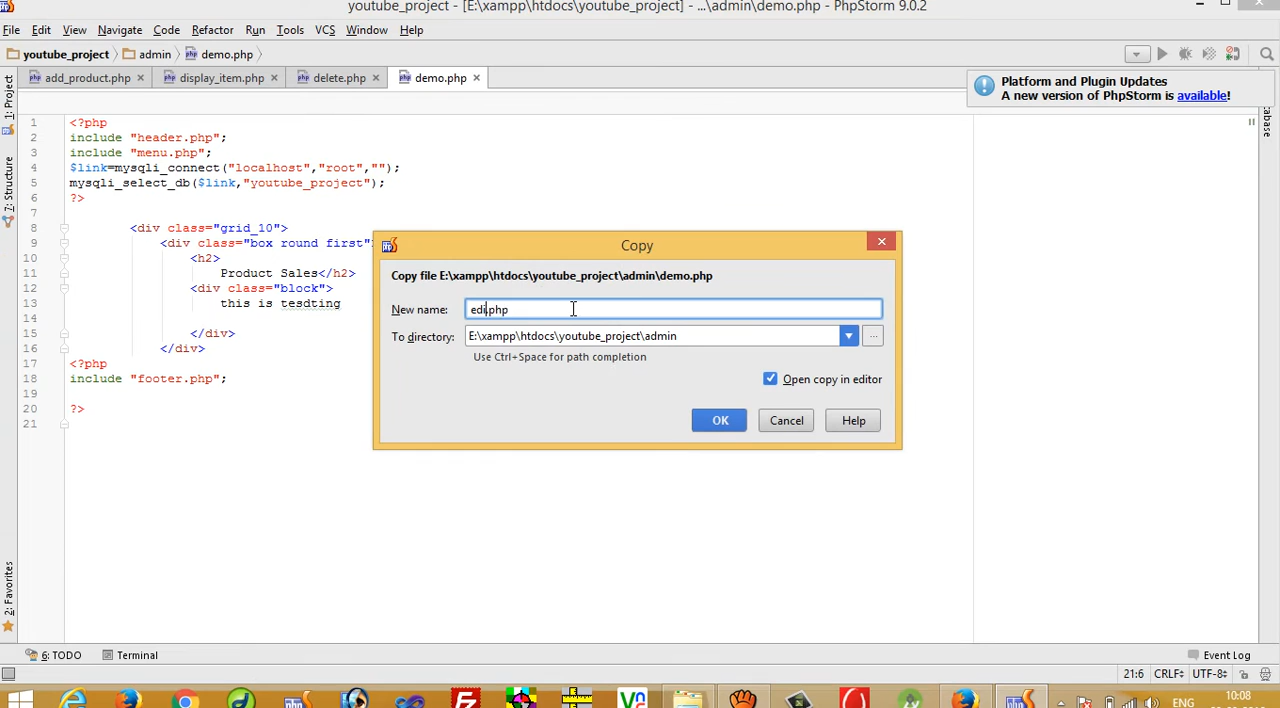 youtube_project - [E:\xampp\htdocs\youtube_project] - ...\admin\demo.php - PhpStorm 9.0.2
File Edit View Navigate Code Refactor Run Tools VCS Window Help
youtube_project admin demo.php
add_product.php display_item.php delete.php demo.php
Platform and Plugin Updates
A new version of PhpStorm is available!
1: Project
7: Structure
2: Favorites
abase
1 <?php
2 include "header.php";
3 include "menu.php";
4 $link=mysqli_connect("localhost","root","");
5 mysqli_select_db($link,"youtube_project");
6 ?>
7
8 <div class="grid_10">
9 <div class="box round first"
10 <h2>
11 Product Sales</h2>
12 <div class="block">
13 this is tesdting
14
15 </div>
16 </div>
17 <?php
18 include "footer.php";
19
20 ?>
21
Copy
Copy file E:\xampp\htdocs\youtube_project\admin\demo.php
New name: edi.php
To directory: E:\xampp\htdocs\youtube_project\admin
Use Ctrl+Space for path completion
Open copy in editor
OK Cancel Help
6: TODO Terminal Event Log
21:6 CRLF÷ UTF-8÷
ENG 10:08